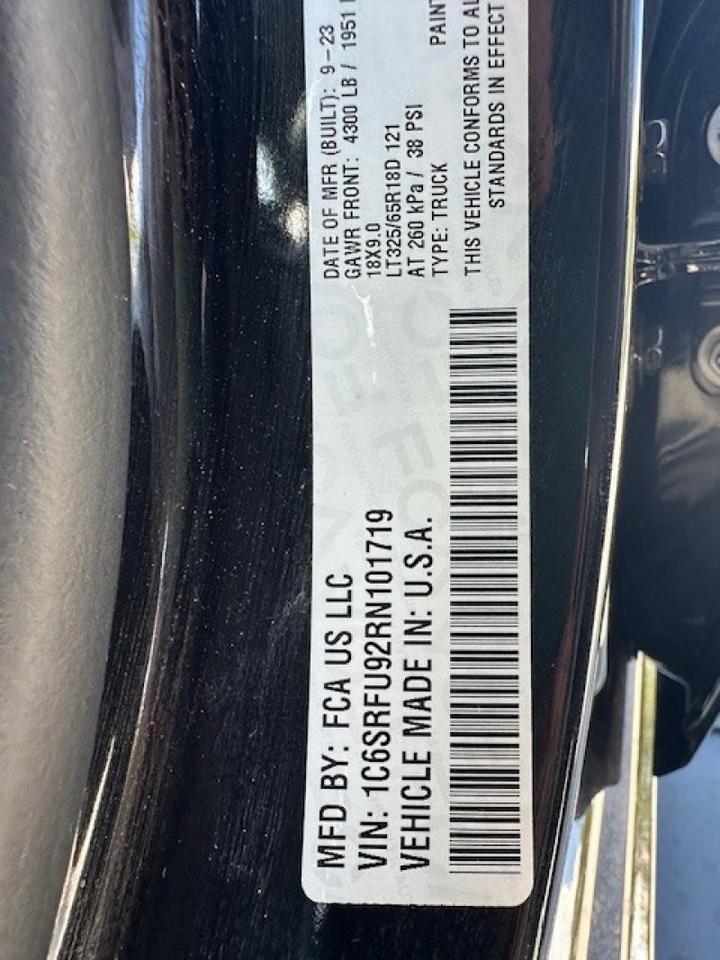 MFD BY: FCA US LLC
VIN: 1C6SRFU92RN101719
VEHICLE MADE IN: U.S.A.
DATE OF MFR (BUILT): 9-23
GAWR FRONT: 4300 LB / 1951
18X9.0
LT325/65R18D 121
AT 260 kPa / 38 PSI
TYPE: TRUCK PAINT
THIS VEHICLE CONFORMS TO AL
STANDARDS IN EFFECT